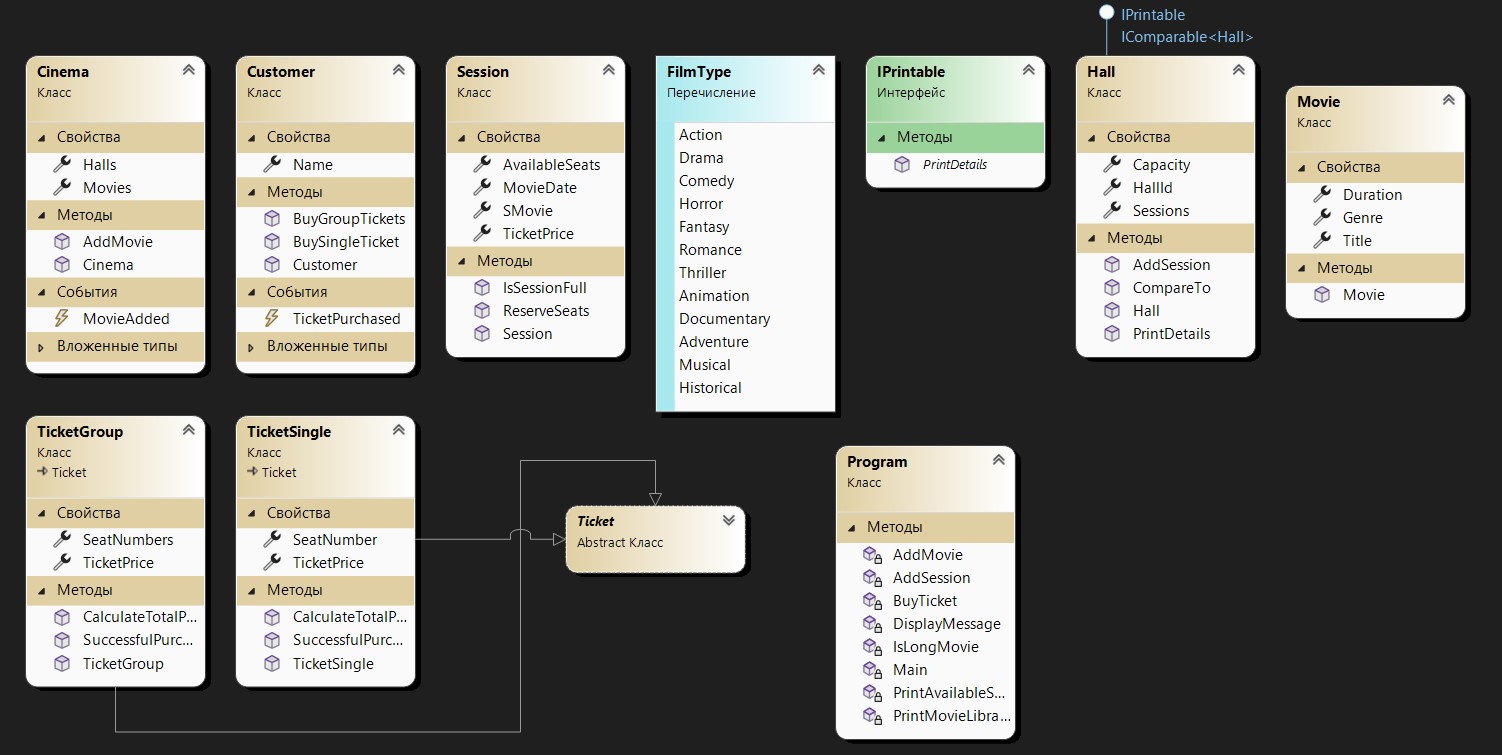 IPrintable
IComparable<Hall>
Cinema
Класс
Свойства
Halls
Movies
Методы
AddMovie
Cinema
События
MovieAdded
Вложенные типы
Customer
Класс
Свойства
Name
Методы
BuyGroupTickets
BuySingleTicket
Customer
События
TicketPurchased
Вложенные типы
Session
Класс
Свойства
AvailableSeats
MovieDate
SMovie
TicketPrice
Методы
IsSessionFull
ReserveSeats
Session
FilmType
Перечисление
Action
Drama
Comedy
Horror
Fantasy
Romance
Thriller
Animation
Documentary
Adventure
Musical
Historical
IPrintable
Интерфейс
Методы
PrintDetails
Hall
Класс
Свойства
Capacity
HallId
Sessions
Методы
AddSession
CompareTo
Hall
PrintDetails
Movie
Класс
Свойства
Duration
Genre
Title
Методы
Movie
TicketGroup
Класс
Ticket
Свойства
SeatNumbers
TicketPrice
Методы
CalculateTotalP...
SuccessfulPurc...
TicketGroup
TicketSingle
Класс
Ticket
Свойства
SeatNumber
TicketPrice
Методы
CalculateTotalP...
SuccessfulPurc...
TicketSingle
Ticket
Abstract Класс
Program
Класс
Методы
AddMovie
AddSession
BuyTicket
DisplayMessage
IsLongMovie
Main
PrintAvailableS...
PrintMovieLibra...